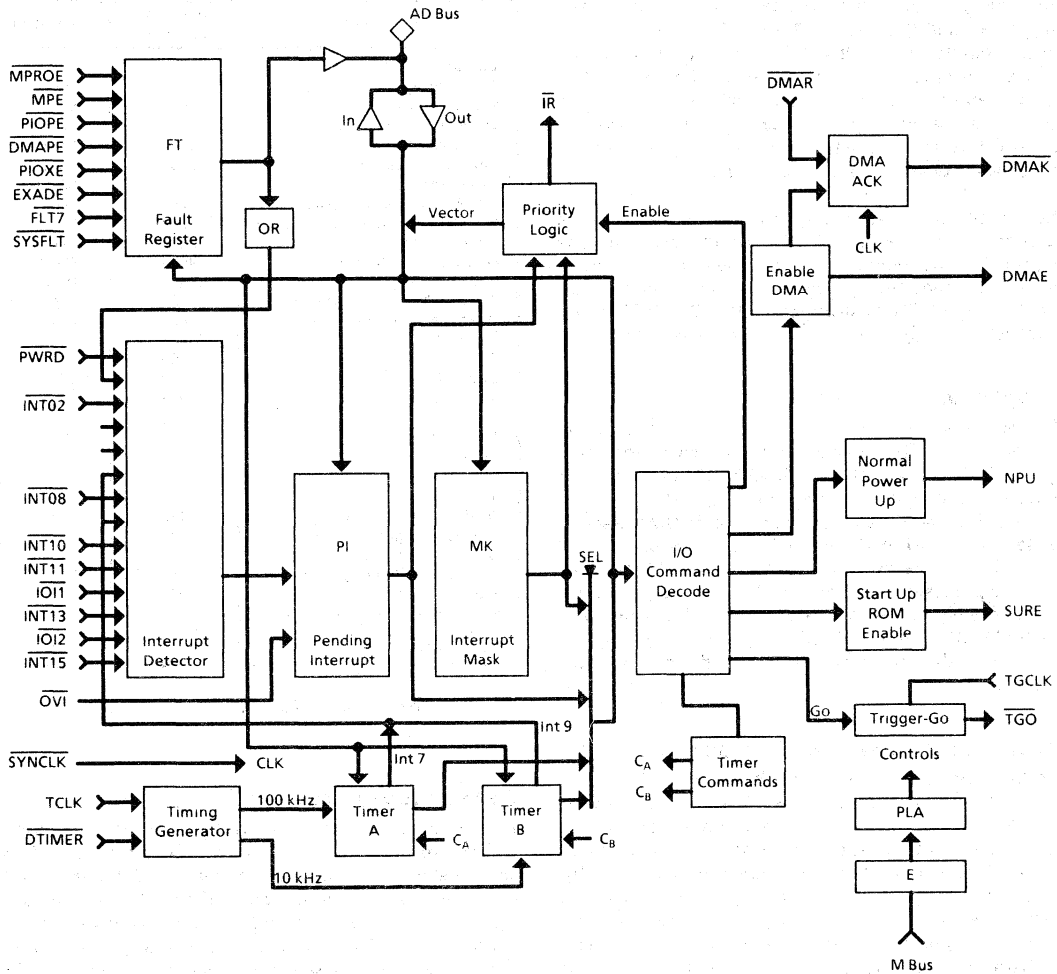 AD Bus
MPROE
MPE
PIOPE
DMAPE
PIOXE
EXADE
FLT7
SYSFLT
FT
Fault
Register
OR
In
Out
IR
Vector
Priority
Logic
Enable
DMAR
DMA
ACK
DMAK
CLK
Enable
DMA
DMAE
PWRD
INT02
INT08
INT10
INT11
IOI1
INT13
IOI2
INT15
OVI
Interrupt
Detector
PI
Pending
Interrupt
MK
Interrupt
Mask
SEL
I/O
Command
Decode
Normal
Power
Up
NPU
Start Up
ROM
Enable
SURE
TGCLK
Go
Trigger-Go
TGO
Controls
PLA
E
M Bus
Timer
Commands
CA
CB
Int 9
Int 7
SYNCLK
CLK
TCLK
DTIMER
Timing
Generator
100 kHz
10 kHz
Timer
A
CA
Timer
B
CB